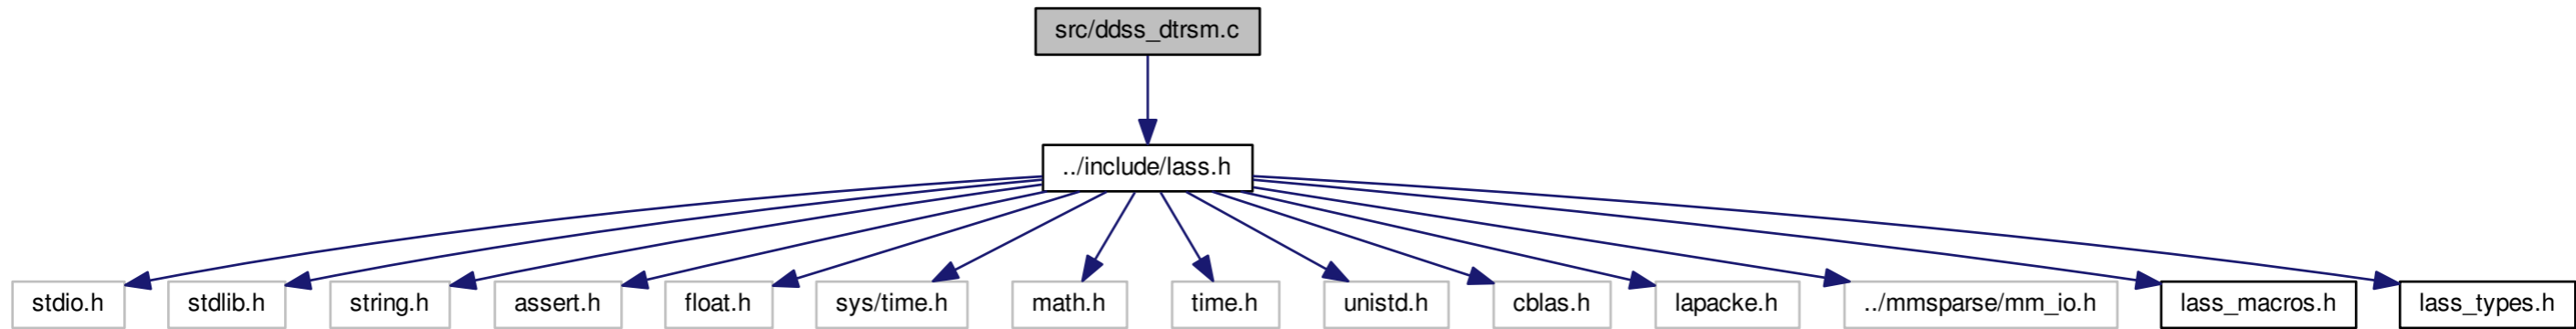 src/ddss_dtrsm.c
../include/lass.h
stdio.h
stdlib.h
string.h
assert.h
float.h
sys/time.h
math.h
time.h
unistd.h
cblas.h
lapacke.h
../mmsparse/mm_io.h
lass_macros.h
lass_types.h